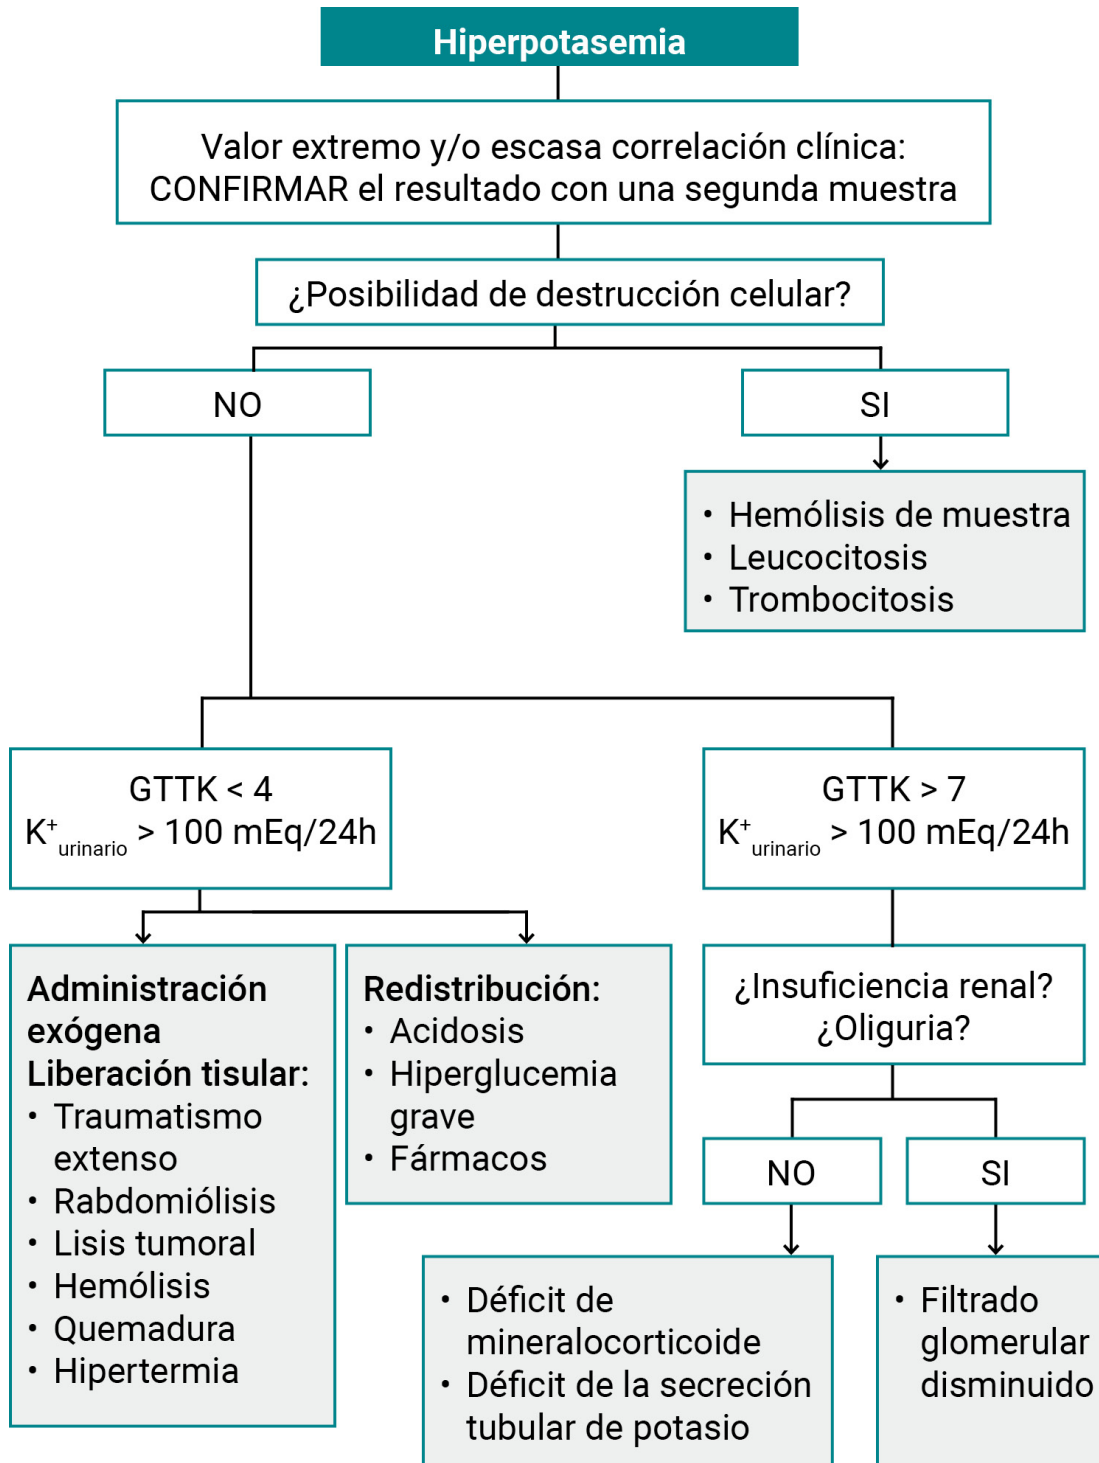 Hiperpotasemia
Valor extremo y/o escasa correlación clínica:
CONFIRMAR el resultado con una segunda muestra
¿Posibilidad de destrucción celular?
NO
SI
• Hemólisis de muestra
• Leucocitosis
• Trombocitosis
GTTK < 4
K⁺urinario > 100 mEq/24h
GTTK > 7
K⁺urinario > 100 mEq/24h
Administración
exógena
Liberación tisular:
• Traumatismo
extenso
• Rabdomiólisis
• Lisis tumoral
• Hemólisis
• Quemadura
• Hipertermia
Redistribución:
• Acidosis
• Hiperglucemia
grave
• Fármacos
¿Insuficiencia renal?
¿Oliguria?
NO
SI
• Déficit de
mineralocorticoide
• Déficit de la secreción
tubular de potasio
• Filtrado
glomerular
disminuido